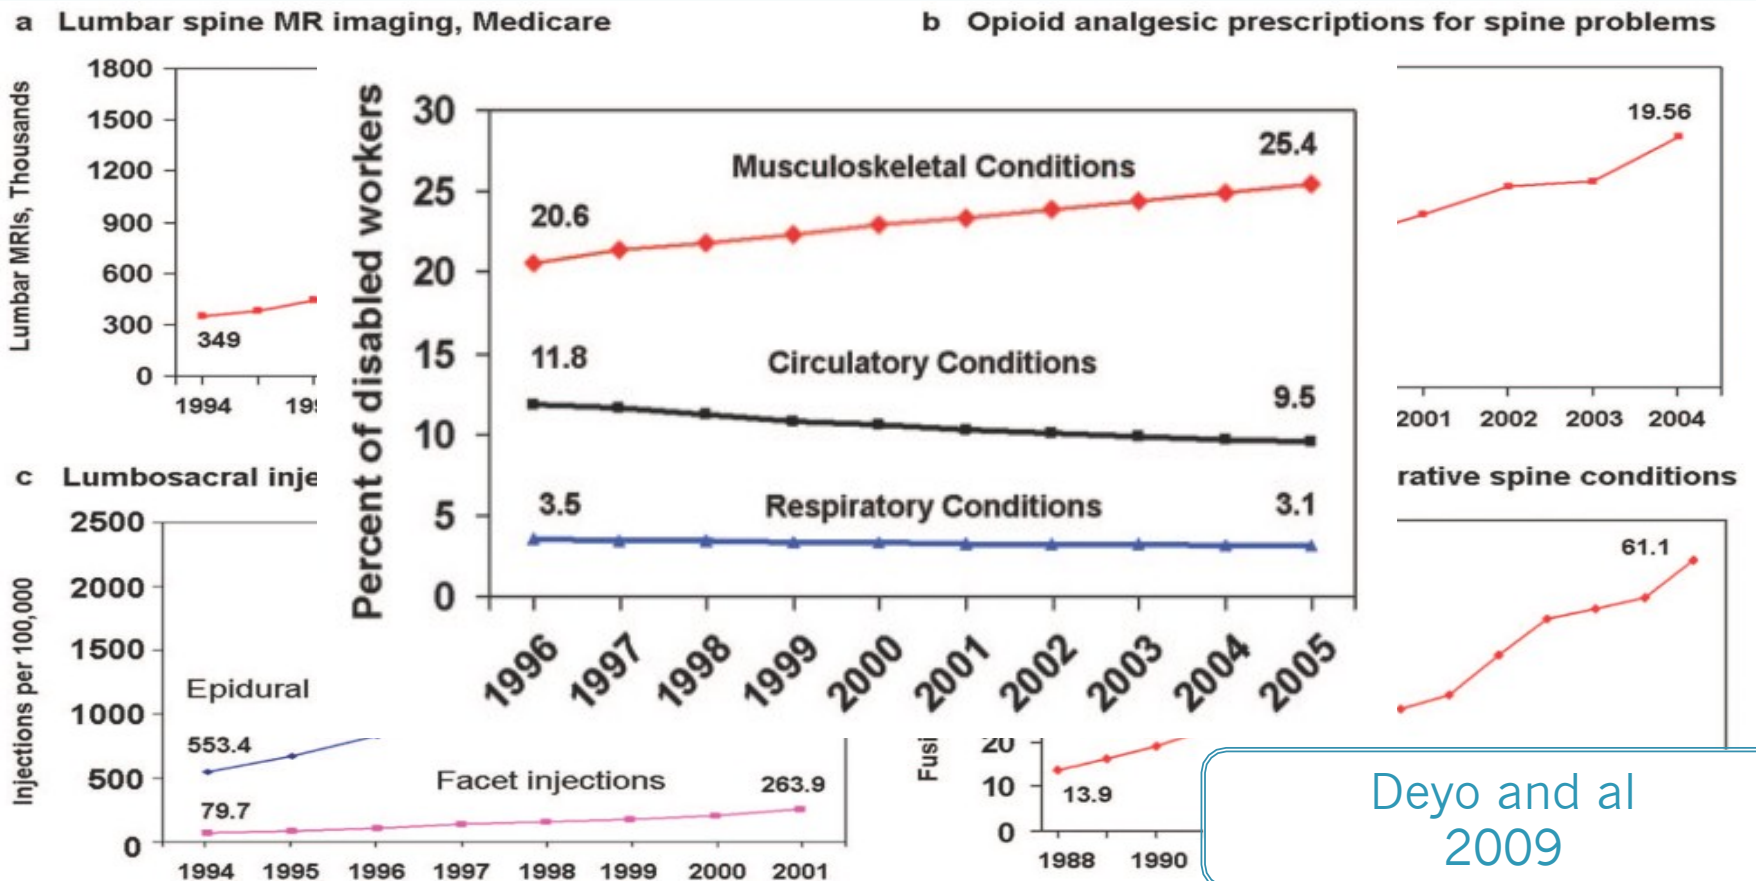 a Lumbar spine MR imaging, Medicare
b Opioid analgesic prescriptions for spine problems
Lumbar MRIs, Thousands
1800
1500
1200
900
600
300
0
349
1994
Percent of disabled workers
30
25
20
15
10
5
0
Musculoskeletal Conditions
20.6
25.4
Circulatory Conditions
11.8
9.5
Respiratory Conditions
3.5
3.1
1996 1997 1998 1999 2000 2001 2002 2003 2004 2005
19.56
2001 2002 2003 2004
c Lumbosacral inje
rative spine conditions
Injections per 100,000
2500
2000
1500
1000
500
0
Epidural
553.4
Facet injections
79.7
263.9
1994 1995 1996 1997 1998 1999 2000 2001
61.1
Fusi
20
10
0
13.9
1988 1990
Deyo and al
2009